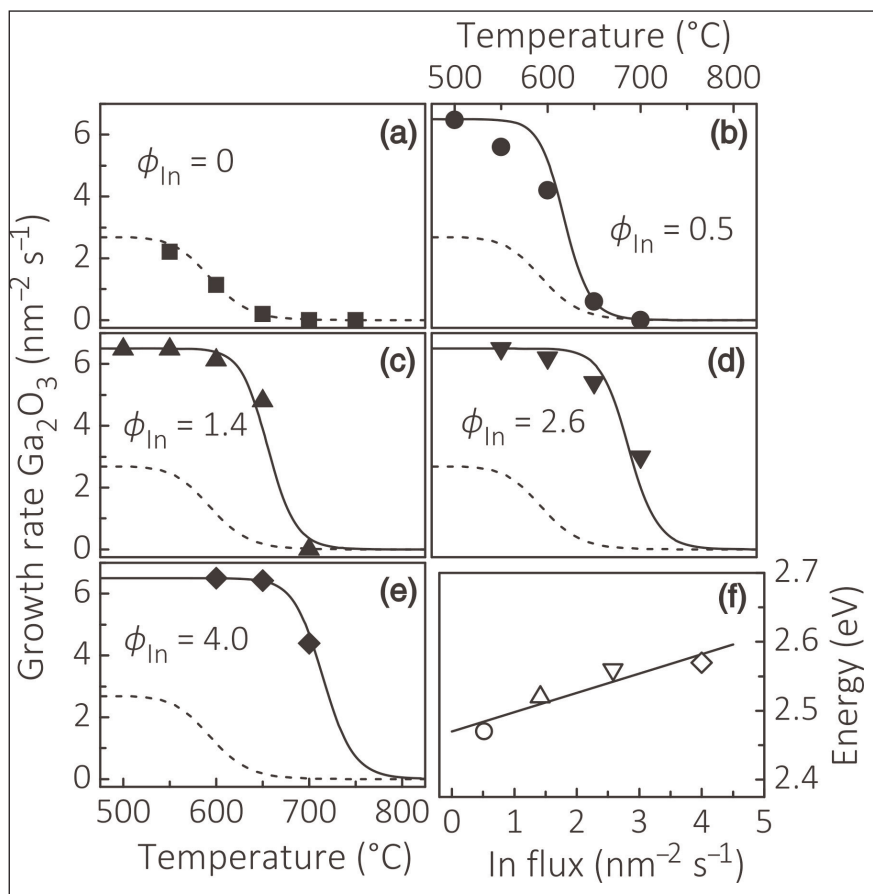 Temperature (°C)
500 600 700 800
Growth rate Ga₂O₃ (nm⁻² s⁻¹)
6
4
2
0
(a)
ϕIn = 0
(b)
ϕIn = 0.5
6
4
2
0
(c)
ϕIn = 1.4
(d)
ϕIn = 2.6
6
4
2
0
(e)
ϕIn = 4.0
500 600 700 800
Temperature (°C)
(f)
2.7
2.6
2.5
2.4
Energy (eV)
0 1 2 3 4 5
In flux (nm⁻² s⁻¹)